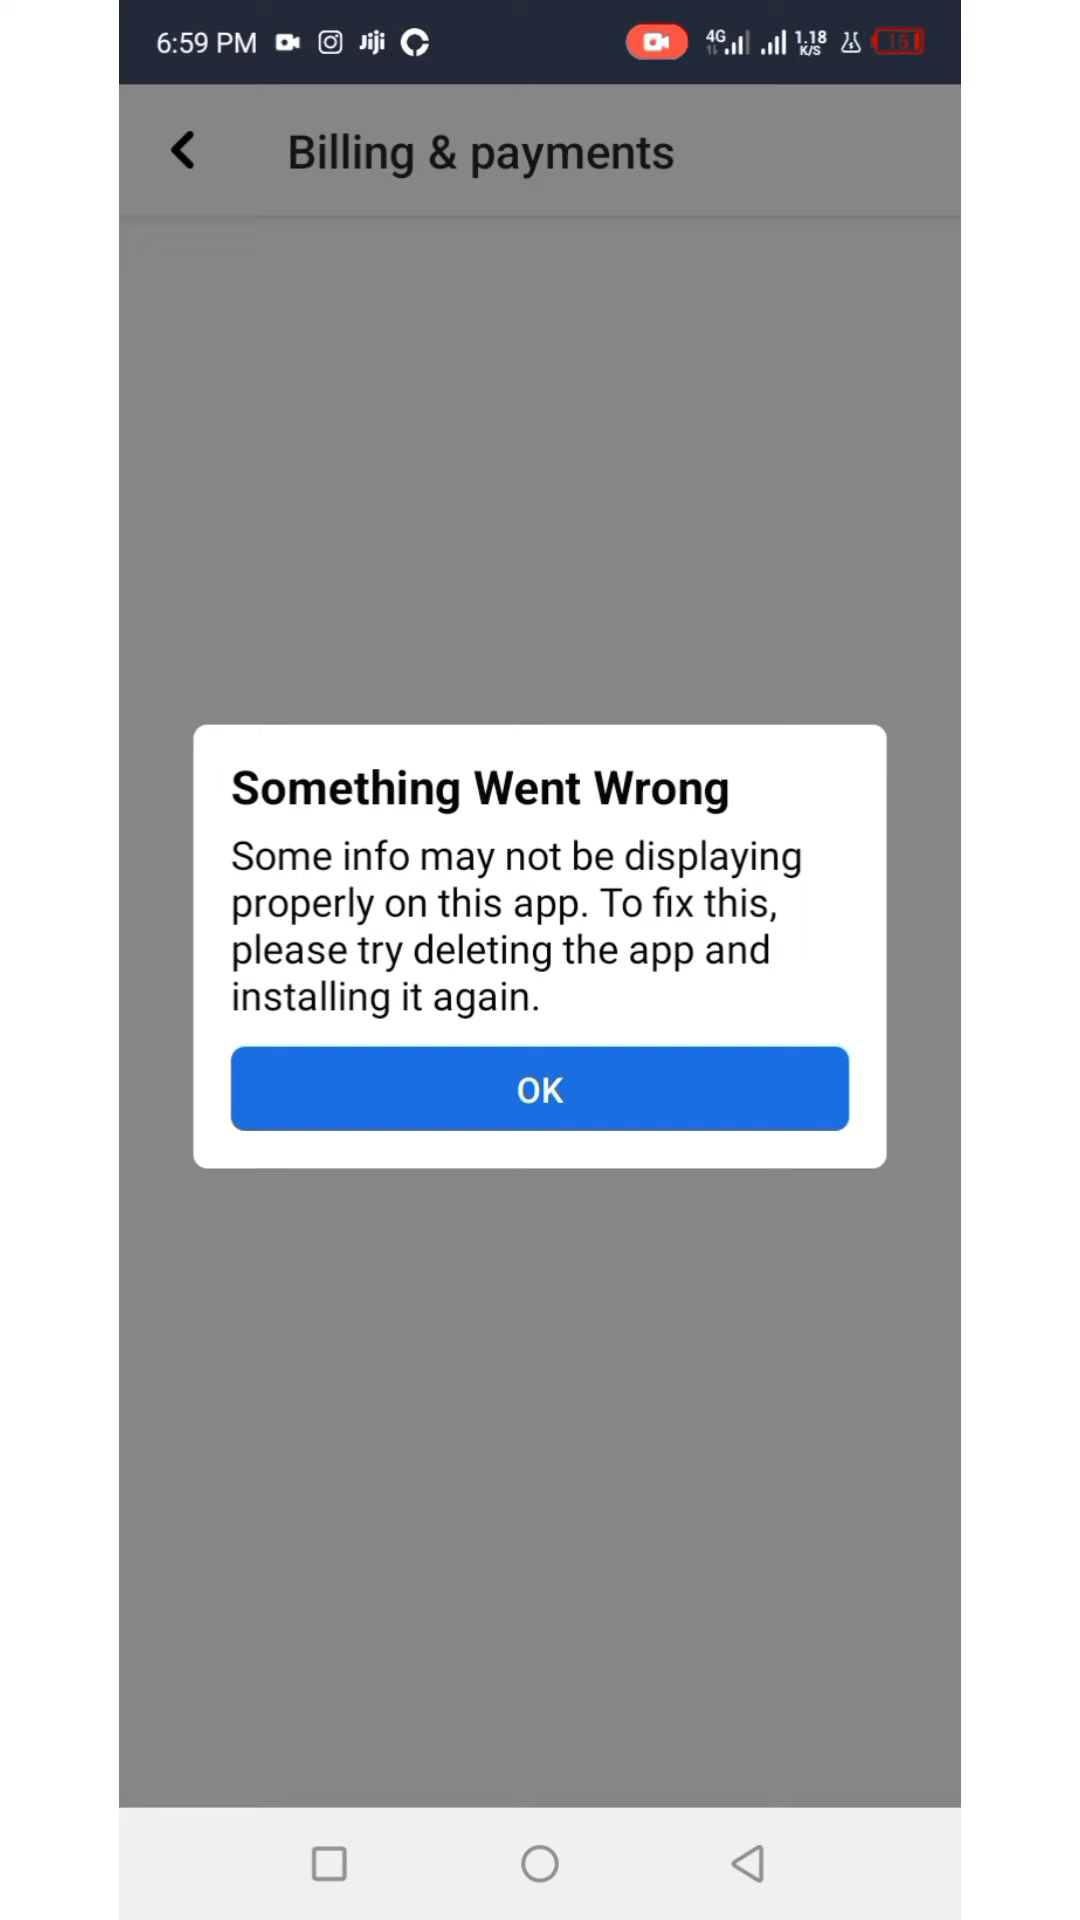 6:59 PM Jiji 4G 1.18 K/S 15
Billing & payments
Something Went Wrong
Some info may not be displaying
properly on this app. To fix this,
please try deleting the app and
installing it again.
OK